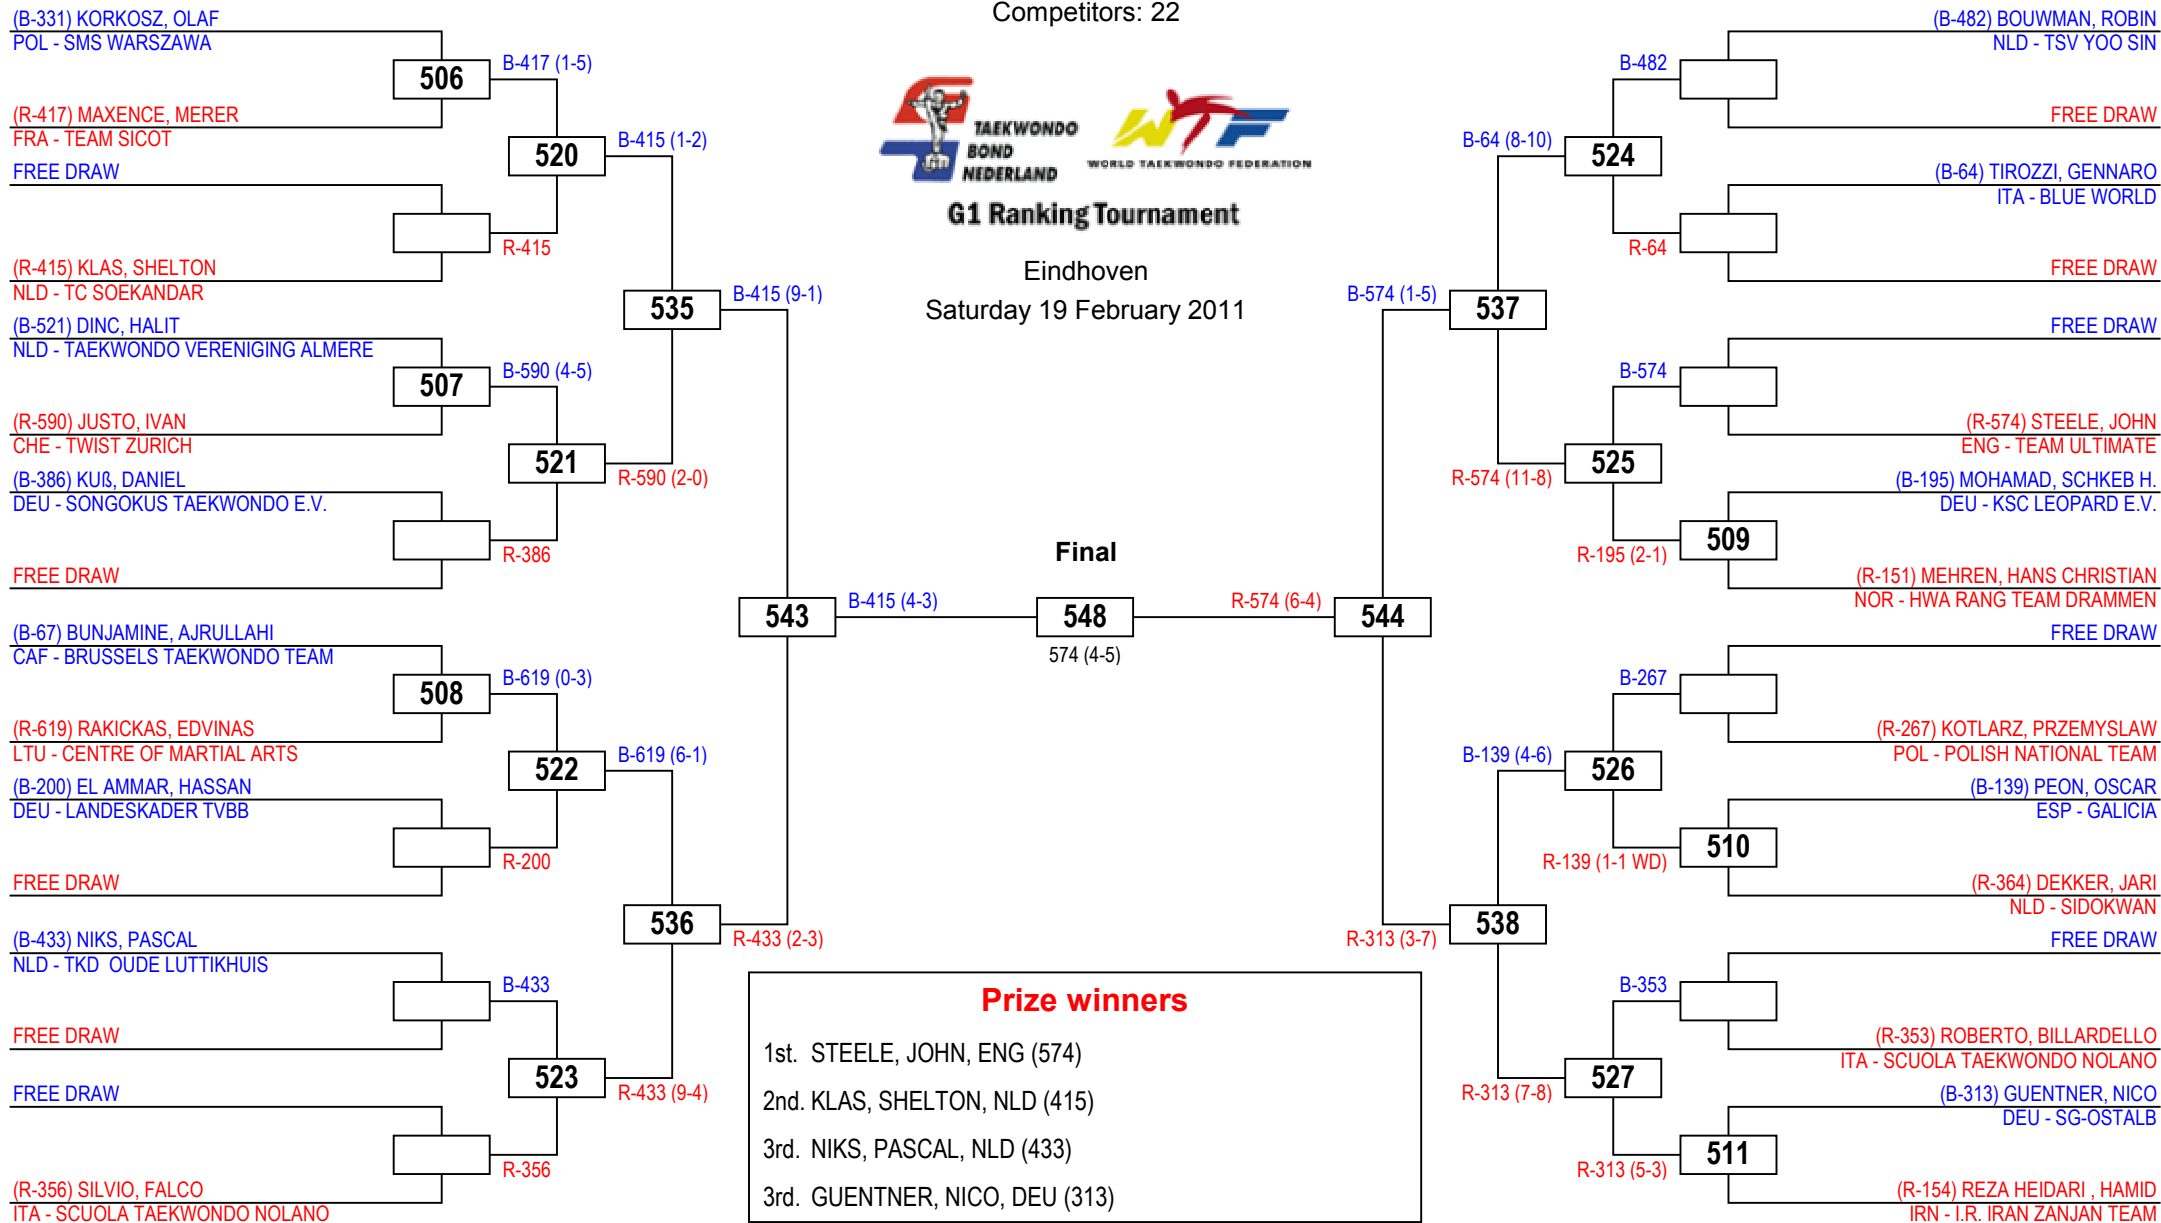 Competitors: 22
TAEKWONDO
BOND
NEDERLAND
WTF
WORLD TAEKWONDO FEDERATION
G1 Ranking Tournament
Eindhoven
Saturday 19 February 2011
(B-331) KORKOSZ, OLAF
POL - SMS WARSZAWA
506
B-417 (1-5)
(R-417) MAXENCE, MERER
FRA - TEAM SICOT
520
B-415 (1-2)
FREE DRAW
R-415
(R-415) KLAS, SHELTON
NLD - TC SOEKANDAR
535
B-415 (9-1)
(B-521) DINC, HALIT
NLD - TAEKWONDO VERENIGING ALMERE
507
B-590 (4-5)
(R-590) JUSTO, IVAN
CHE - TWIST ZÜRICH
521
R-590 (2-0)
(B-386) KUß, DANIEL
DEU - SONGOKUS TAEKWONDO E.V.
R-386
FREE DRAW
543
B-415 (4-3)
(B-67) BUNJAMINE, AJRULLAHI
CAF - BRUSSELS TAEKWONDO TEAM
508
B-619 (0-3)
(R-619) RAKICKAS, EDVINAS
LTU - CENTRE OF MARTIAL ARTS
522
B-619 (6-1)
(B-200) EL AMMAR, HASSAN
DEU - LANDESKADER TVBB
R-200
FREE DRAW
536
R-433 (2-3)
(B-433) NIKS, PASCAL
NLD - TKD  OUDE LUTTIKHUIS
B-433
FREE DRAW
523
R-433 (9-4)
FREE DRAW
R-356
(R-356) SILVIO, FALCO
ITA - SCUOLA TAEKWONDO NOLANO
Final
548
574 (4-5)
(B-482) BOUWMAN, ROBIN
NLD - TSV YOO SIN
B-482
FREE DRAW
B-64 (8-10)
524
(B-64) TIROZZI, GENNARO
ITA - BLUE WORLD
R-64
FREE DRAW
B-574 (1-5)
537
FREE DRAW
B-574
(R-574) STEELE, JOHN
ENG - TEAM ULTIMATE
R-574 (11-8)
525
(B-195) MOHAMAD, SCHKEB H.
DEU - KSC LEOPARD E.V.
R-195 (2-1)
509
(R-151) MEHREN, HANS CHRISTIAN
NOR - HWA RANG TEAM DRAMMEN
R-574 (6-4)
544
FREE DRAW
B-267
(R-267) KOTLARZ, PRZEMYSLAW
POL - POLISH NATIONAL TEAM
B-139 (4-6)
526
(B-139) PEON, OSCAR
ESP - GALICIA
R-139 (1-1 WD)
510
(R-364) DEKKER, JARI
NLD - SIDOKWAN
R-313 (3-7)
538
FREE DRAW
B-353
(R-353) ROBERTO, BILLARDELLO
ITA - SCUOLA TAEKWONDO NOLANO
R-313 (7-8)
527
(B-313) GUENTNER, NICO
DEU - SG-OSTALB
R-313 (5-3)
511
(R-154) REZA HEIDARI , HAMID
IRN - I.R. IRAN ZANJAN TEAM
Prize winners
1st. STEELE, JOHN, ENG (574)
2nd. KLAS, SHELTON, NLD (415)
3rd. NIKS, PASCAL, NLD (433)
3rd. GUENTNER, NICO, DEU (313)